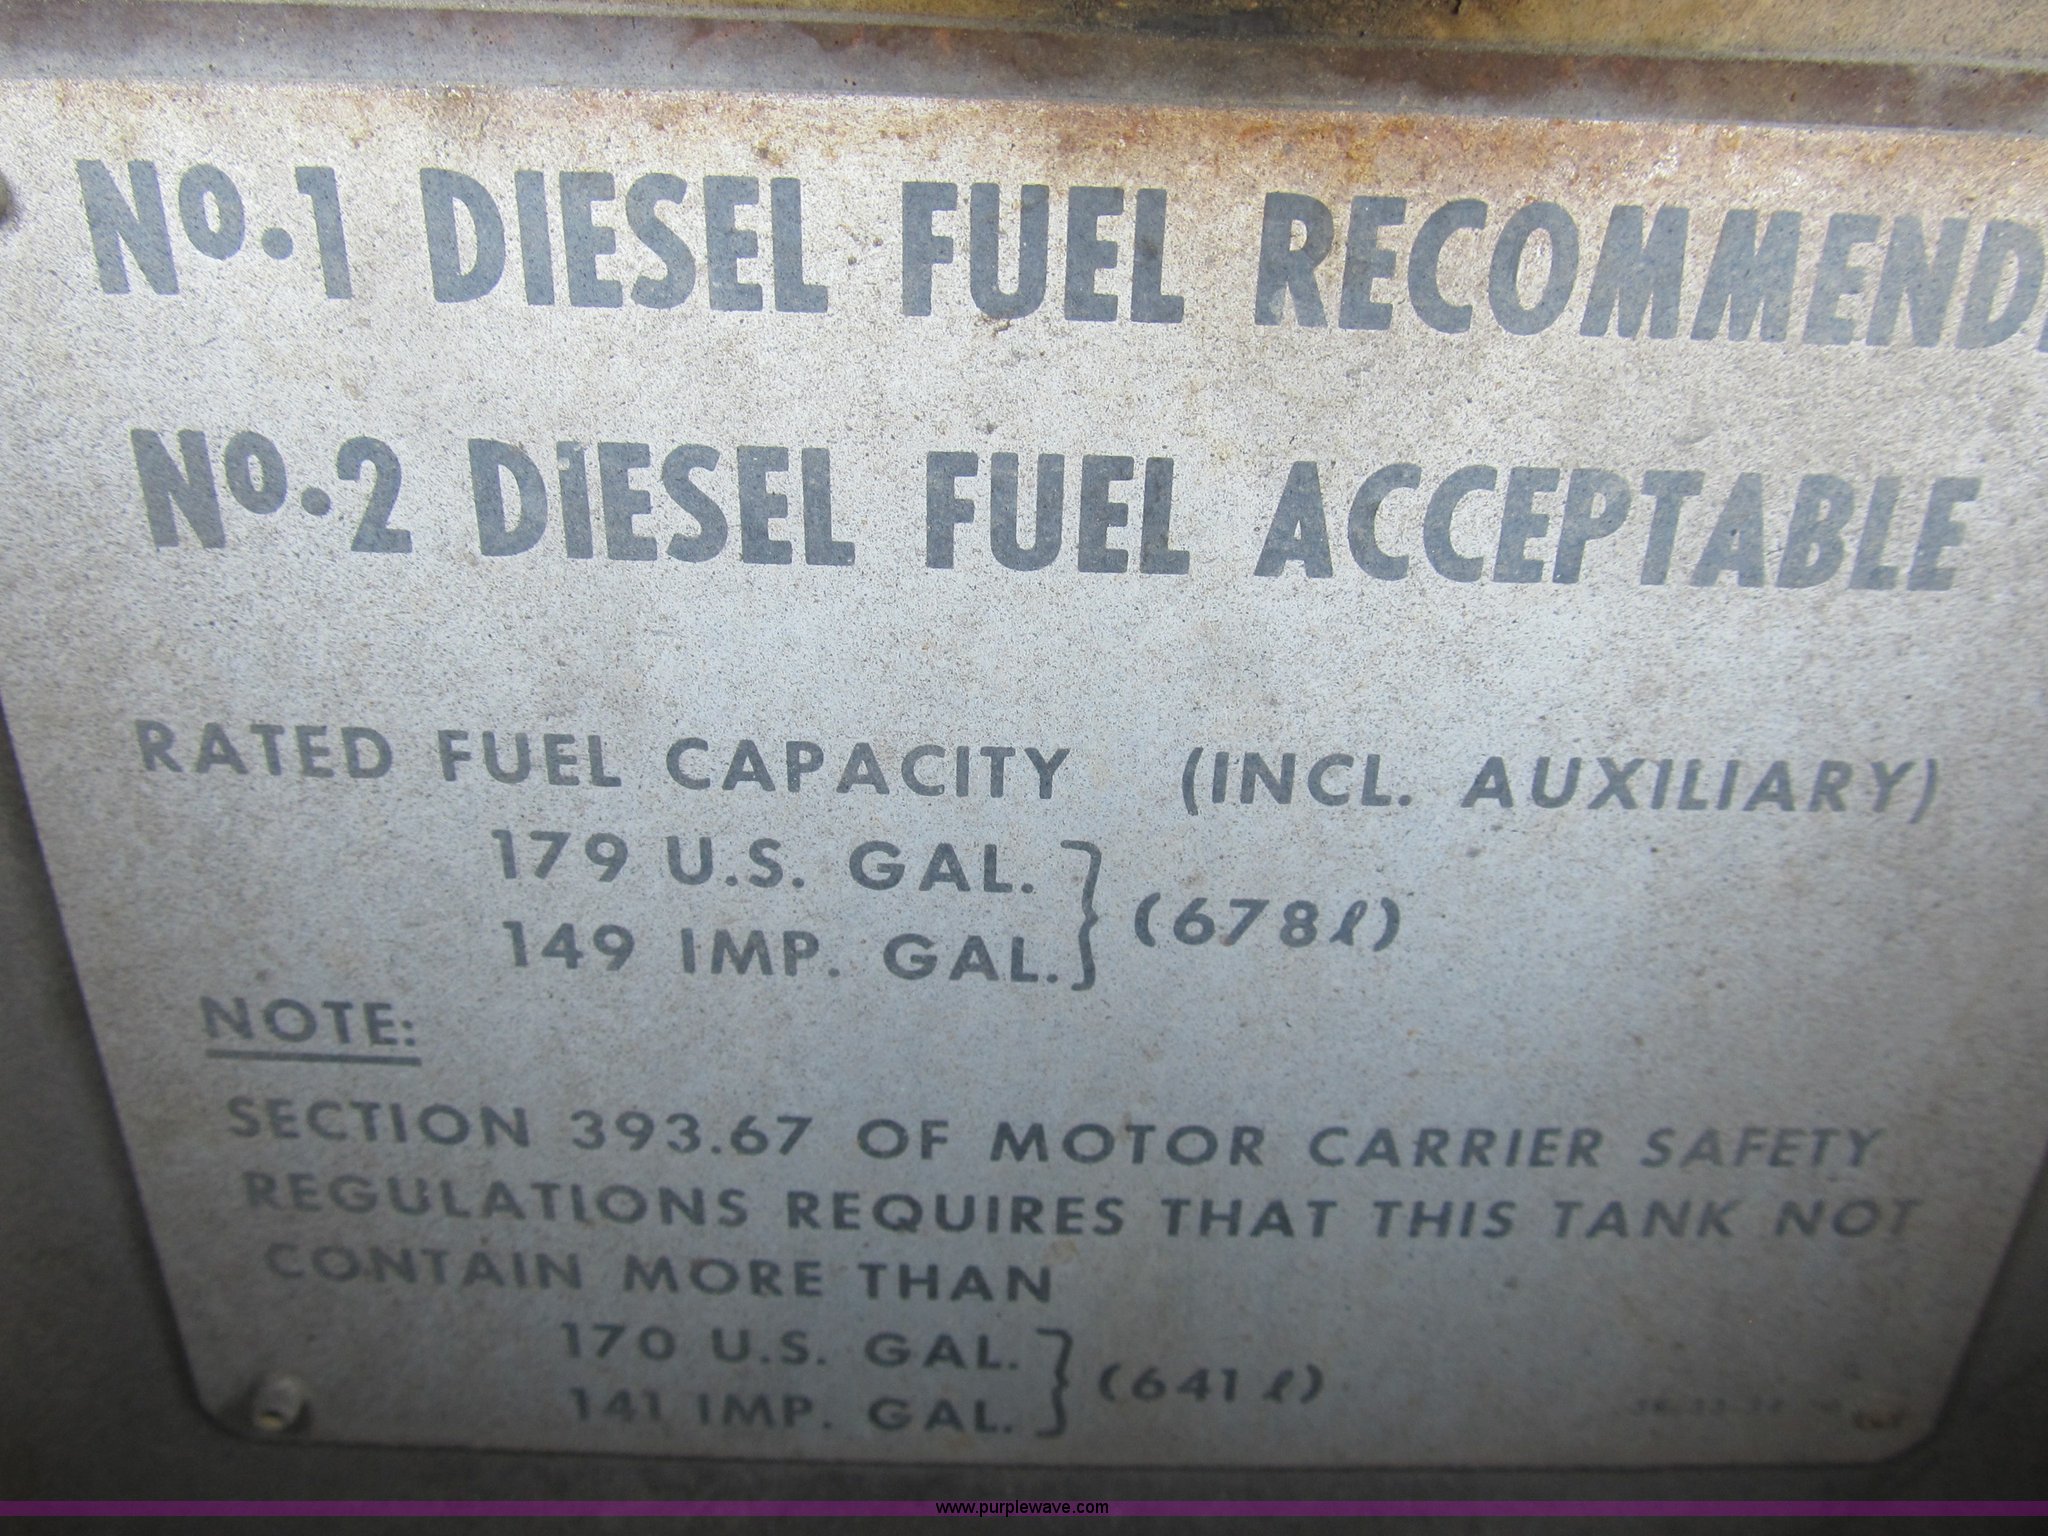 No.1 DIESEL FUEL RECOMMEND
No.2 DIESEL FUEL ACCEPTABLE
RATED FUEL CAPACITY (INCL. AUXILIARY)
179 U.S. GAL.
149 IMP. GAL. } (678ℓ)
NOTE:
SECTION 393.67 OF MOTOR CARRIER SAFETY
REGULATIONS REQUIRES THAT THIS TANK NOT
CONTAIN MORE THAN
170 U.S. GAL.
141 IMP. GAL. } (641ℓ)
www.purplewave.com